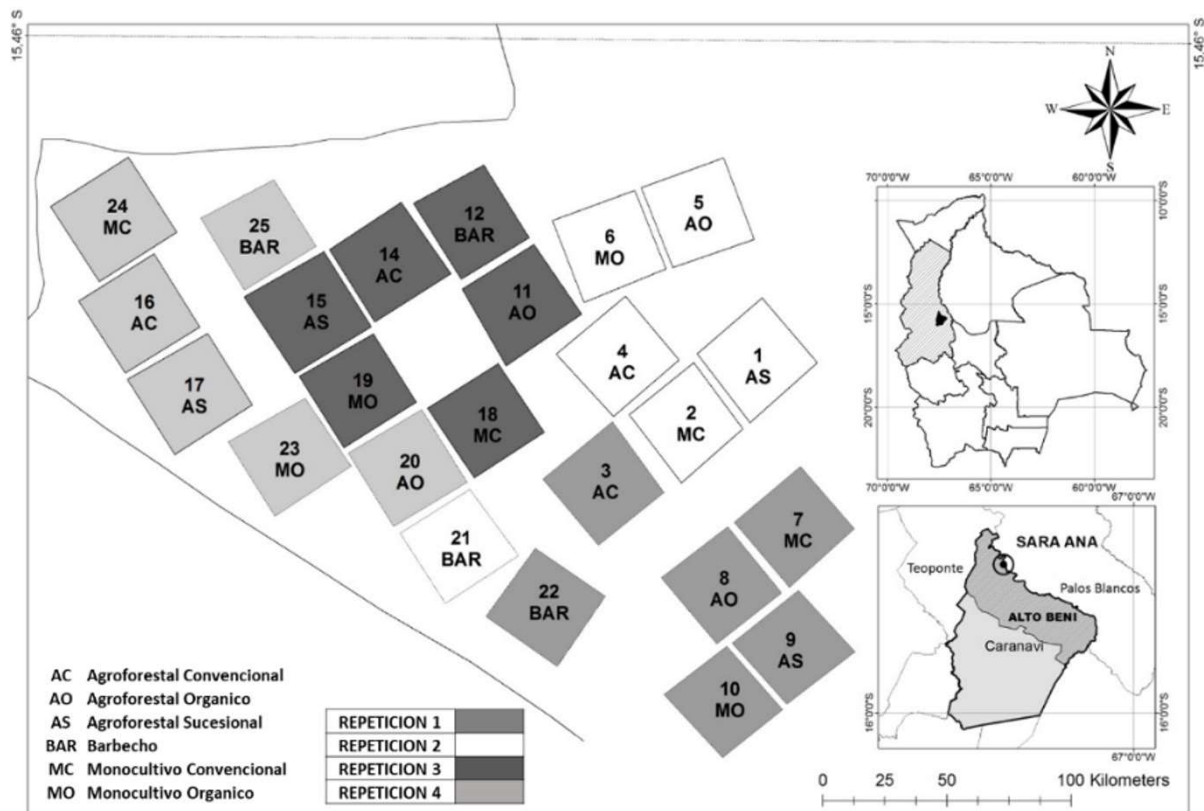 15.46° S
15.46° S
N
W
E
S
24
MC
25
BAR
12
BAR
5
AO
6
MO
14
AC
16
AC
15
AS
11
AO
4
AC
1
AS
17
AS
19
MO
18
MC
2
MC
23
MO
20
AO
3
AC
21
BAR
7
MC
8
AO
22
BAR
9
AS
10
MO
70°0'0"W
65°0'0"W
60°0'0"W
10°0'0"S
15°0'0"S
15°0'0"S
20°0'0"S
20°0'0"S
70°0'0"W
65°0'0"W
60°0'0"W
67°0'0"W
SARA ANA
Teoponte
Palos Blancos
ALTO BENI
Caranavi
16°0'0"S
16°0'0"S
67°0'0"W
AC Agroforestal Convencional
AO Agroforestal Organico
AS Agroforestal Sucesional
BAR Barbecho
MC Monocultivo Convencional
MO Monocultivo Organico
REPETICION 1
REPETICION 2
REPETICION 3
REPETICION 4
0 25 50 100 Kilometers